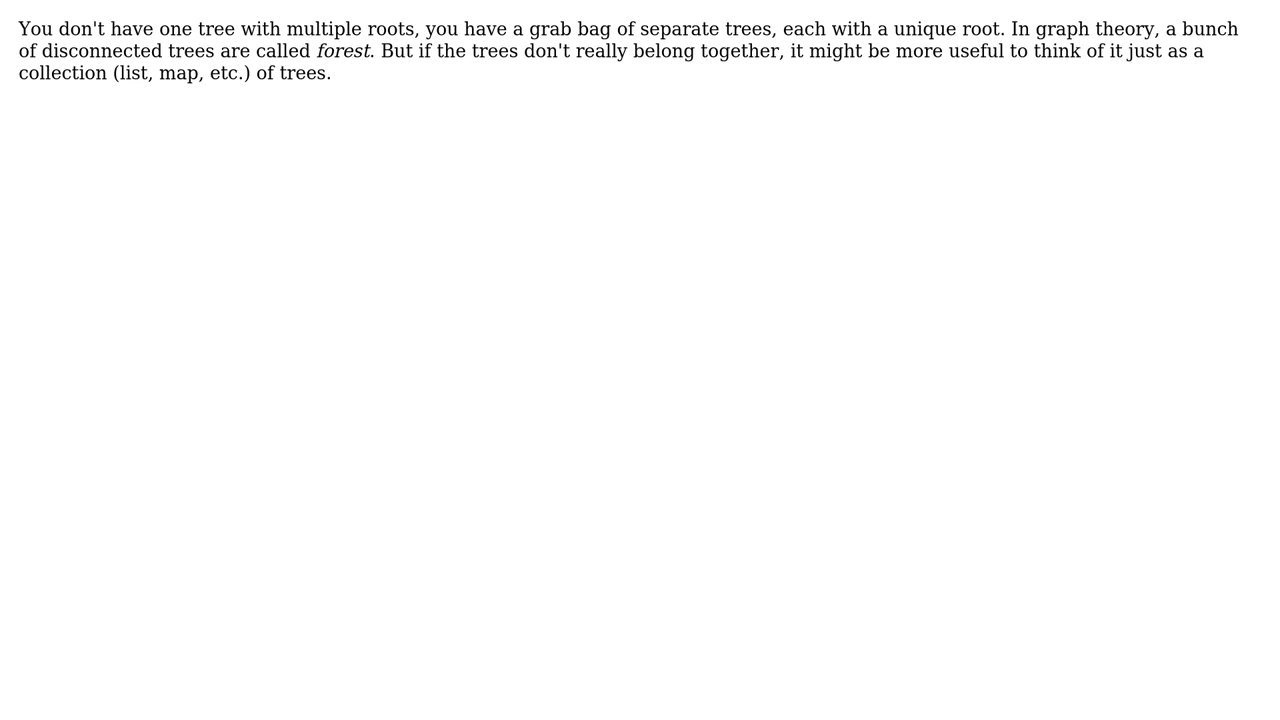 You don't have one tree with multiple roots, you have a grab bag of separate trees, each with a unique root. In graph theory, a bunch
of disconnected trees are called forest. But if the trees don't really belong together, it might be more useful to think of it just as a
collection (list, map, etc.) of trees.